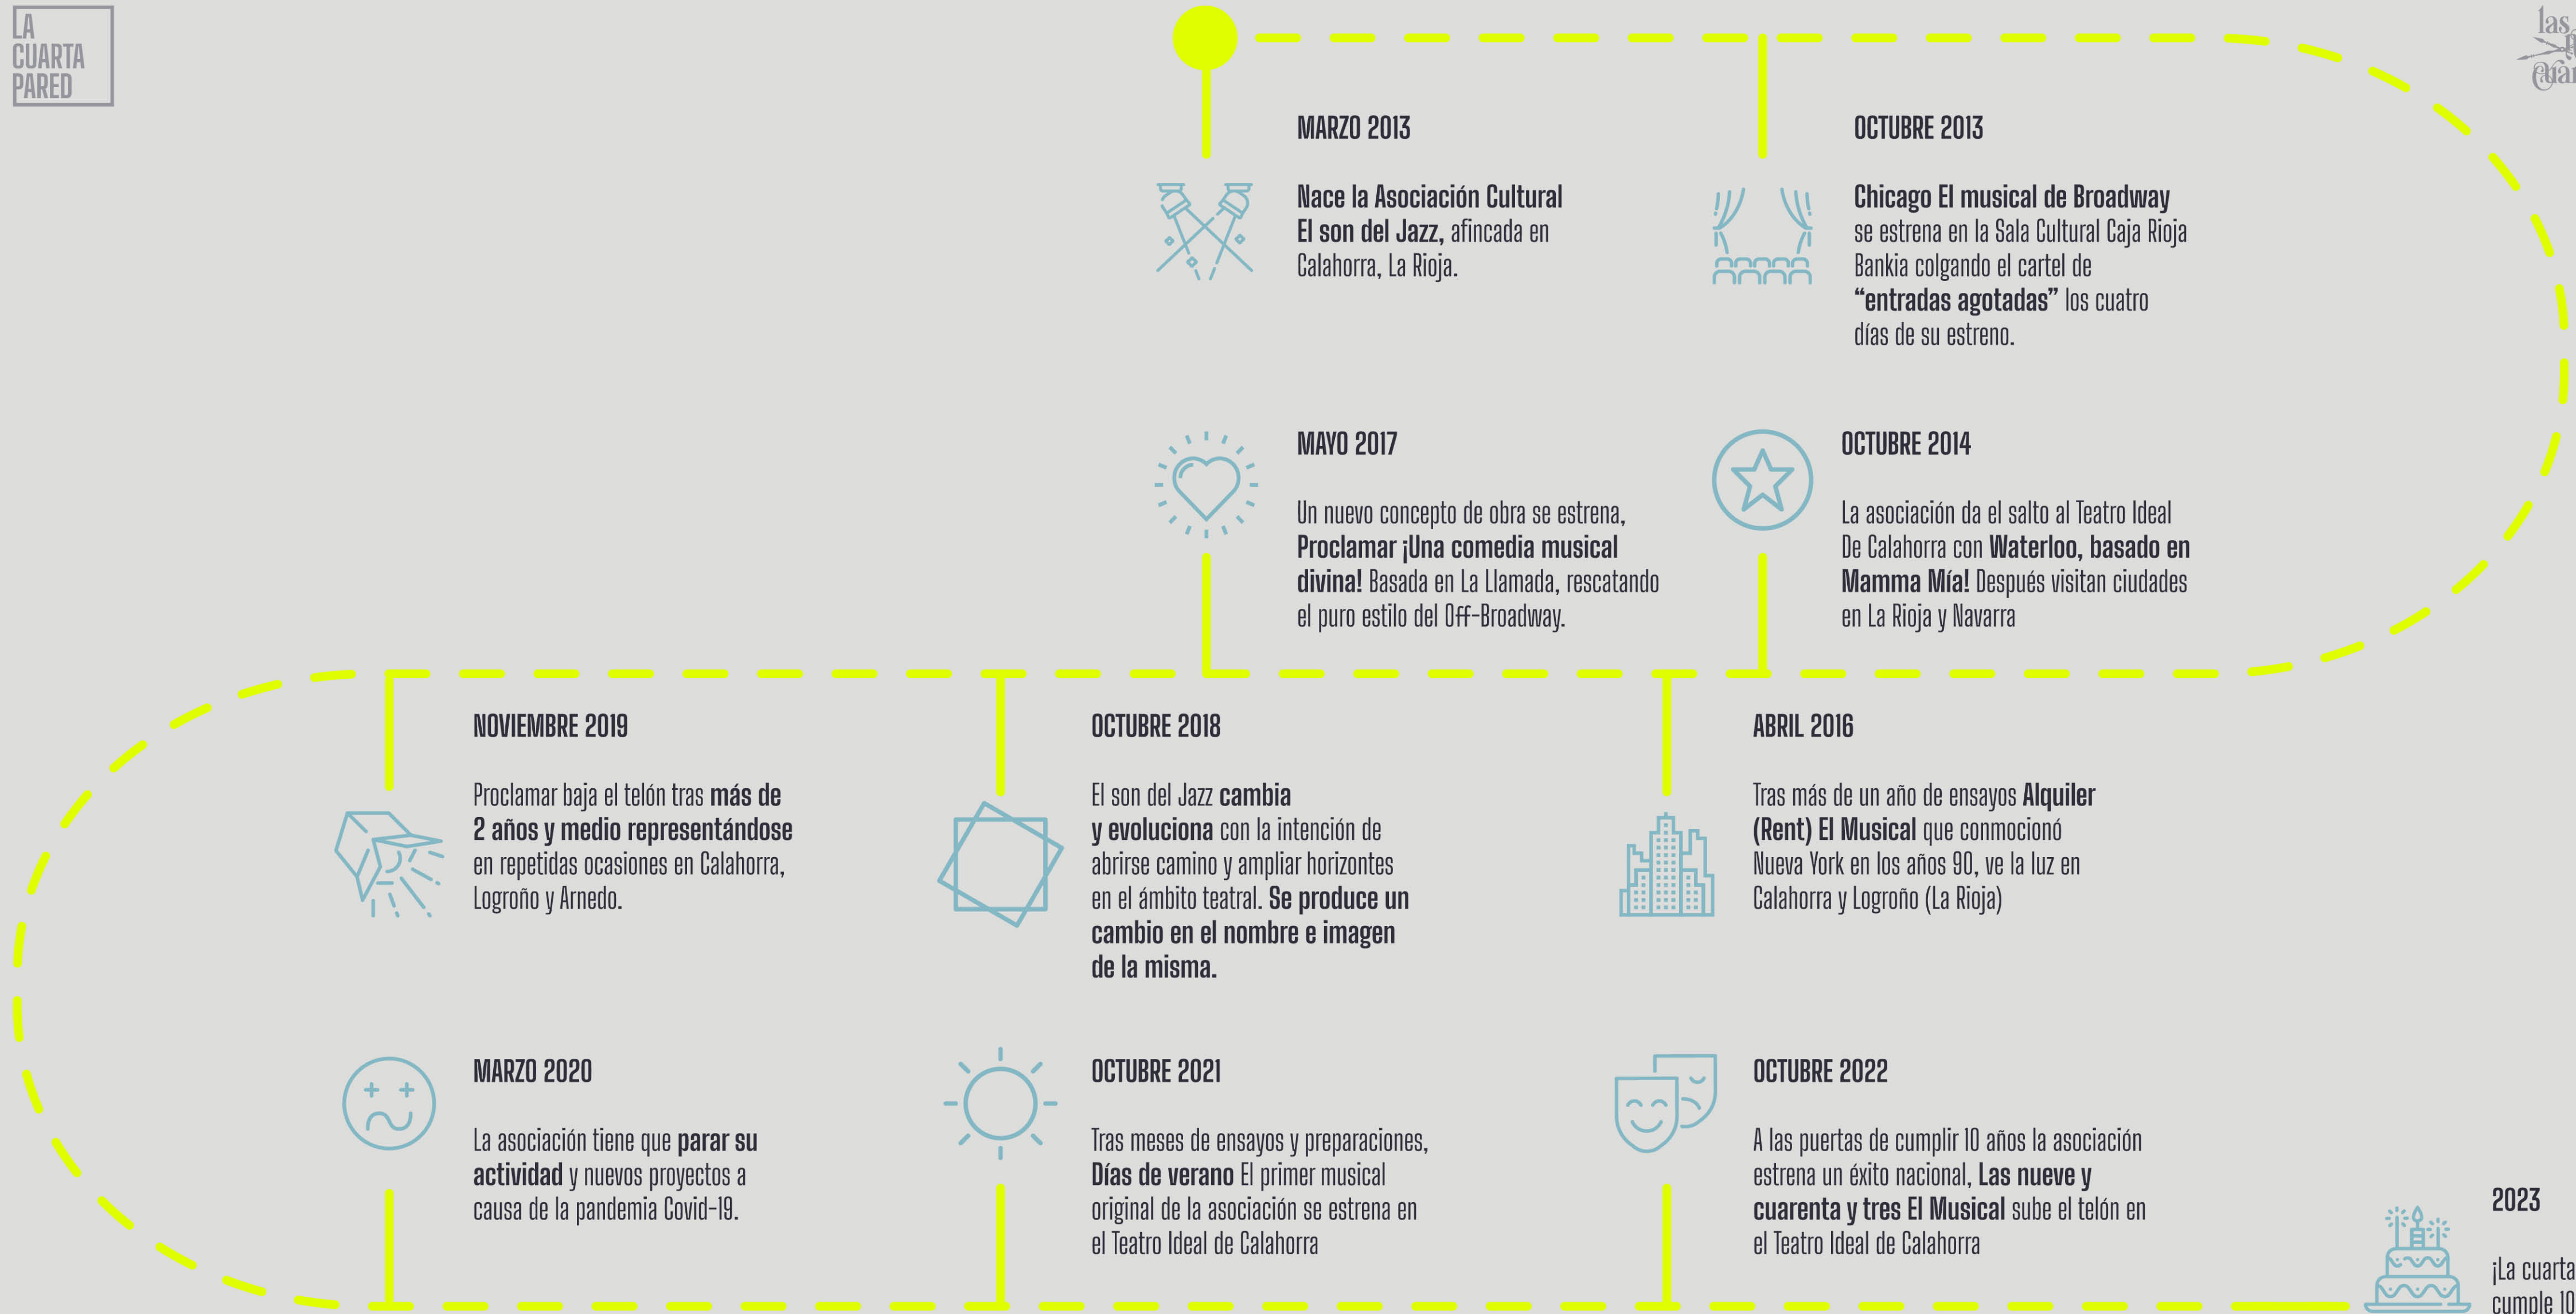 LA
CUARTA
PARED
las
MARZO 2013
Nace la Asociación Cultural
El son del Jazz, afincada en
Calahorra, La Rioja.
OCTUBRE 2013
Chicago El musical de Broadway
se estrena en la Sala Cultural Caja Rioja
Bankia colgando el cartel de
“entradas agotadas” los cuatro
días de su estreno.
MAYO 2017
Un nuevo concepto de obra se estrena,
Proclamar ¡Una comedia musical
divina! Basada en La Llamada, rescatando
el puro estilo del Off-Broadway.
OCTUBRE 2014
La asociación da el salto al Teatro Ideal
De Calahorra con Waterloo, basado en
Mamma Mía! Después visitan ciudades
en La Rioja y Navarra
NOVIEMBRE 2019
Proclamar baja el telón tras más de
2 años y medio representándose
en repetidas ocasiones en Calahorra,
Logroño y Arnedo.
OCTUBRE 2018
El son del Jazz cambia
y evoluciona con la intención de
abrirse camino y ampliar horizontes
en el ámbito teatral. Se produce un
cambio en el nombre e imagen
de la misma.
ABRIL 2016
Tras más de un año de ensayos Alquiler
(Rent) El Musical que conmocionó
Nueva York en los años 90, ve la luz en
Calahorra y Logroño (La Rioja)
MARZO 2020
La asociación tiene que parar su
actividad y nuevos proyectos a
causa de la pandemia Covid-19.
OCTUBRE 2021
Tras meses de ensayos y preparaciones,
Días de verano El primer musical
original de la asociación se estrena en
el Teatro Ideal de Calahorra
OCTUBRE 2022
A las puertas de cumplir 10 años la asociación
estrena un éxito nacional, Las nueve y
cuarenta y tres El Musical sube el telón en
el Teatro Ideal de Calahorra
2023
¡La cuarta
cumple 10